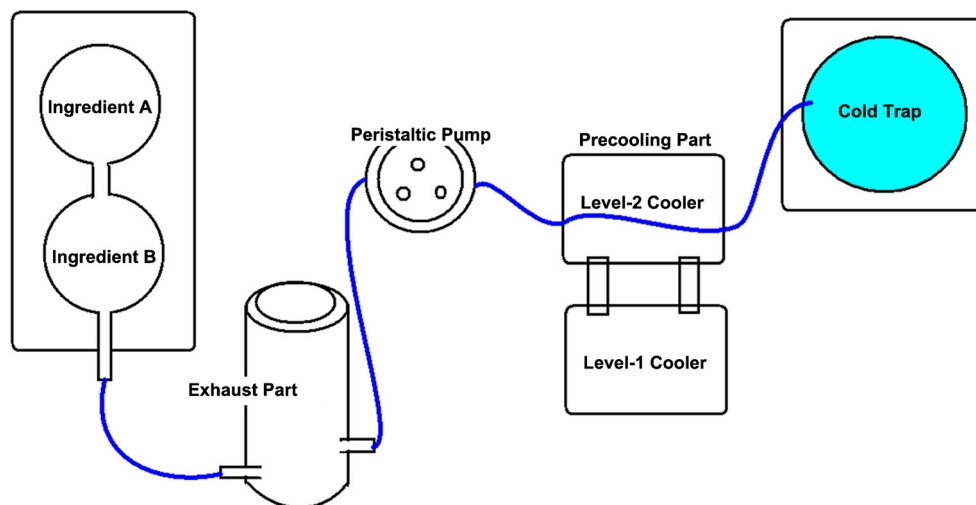 Ingredient A
Ingredient B
Exhaust Part
Peristaltic Pump
Precooling Part
Level-2 Cooler
Level-1 Cooler
Cold Trap